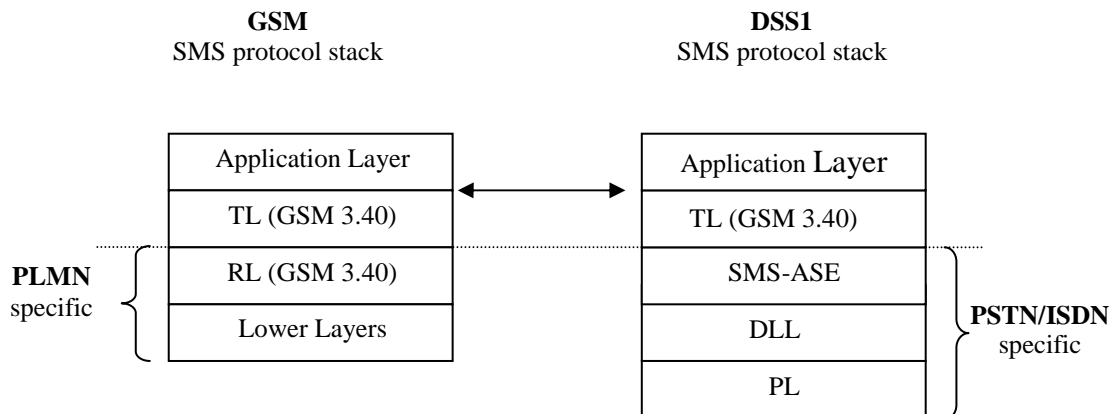 GSM
SMS protocol stack
DSS1
SMS protocol stack
Application Layer
TL (GSM 3.40)
RL (GSM 3.40)
Lower Layers
PLMN
specific
Application Layer
TL (GSM 3.40)
SMS-ASE
DLL
PL
PSTN/ISDN
specific